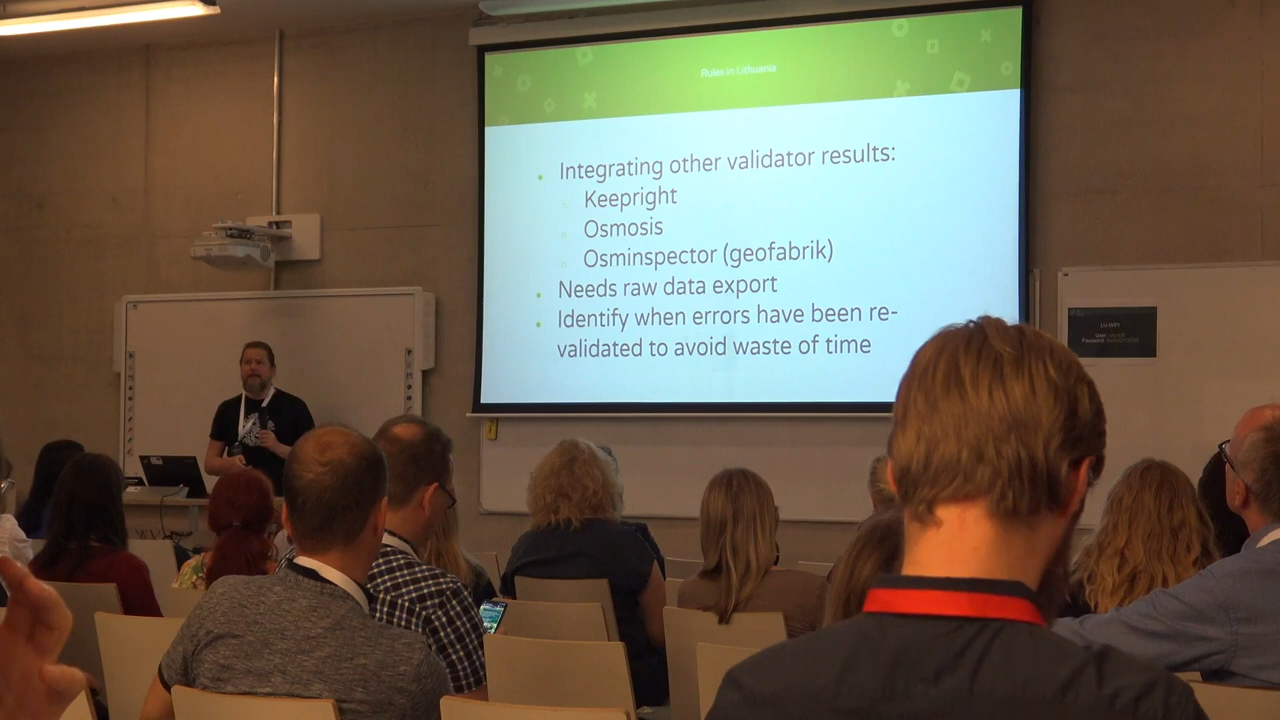 Rules in Lithuania
Integrating other validator results:
Keepright
Osmosis
Osminspector (geofabrik)
Needs raw data export
Identify when errors have been re-
validated to avoid waste of time